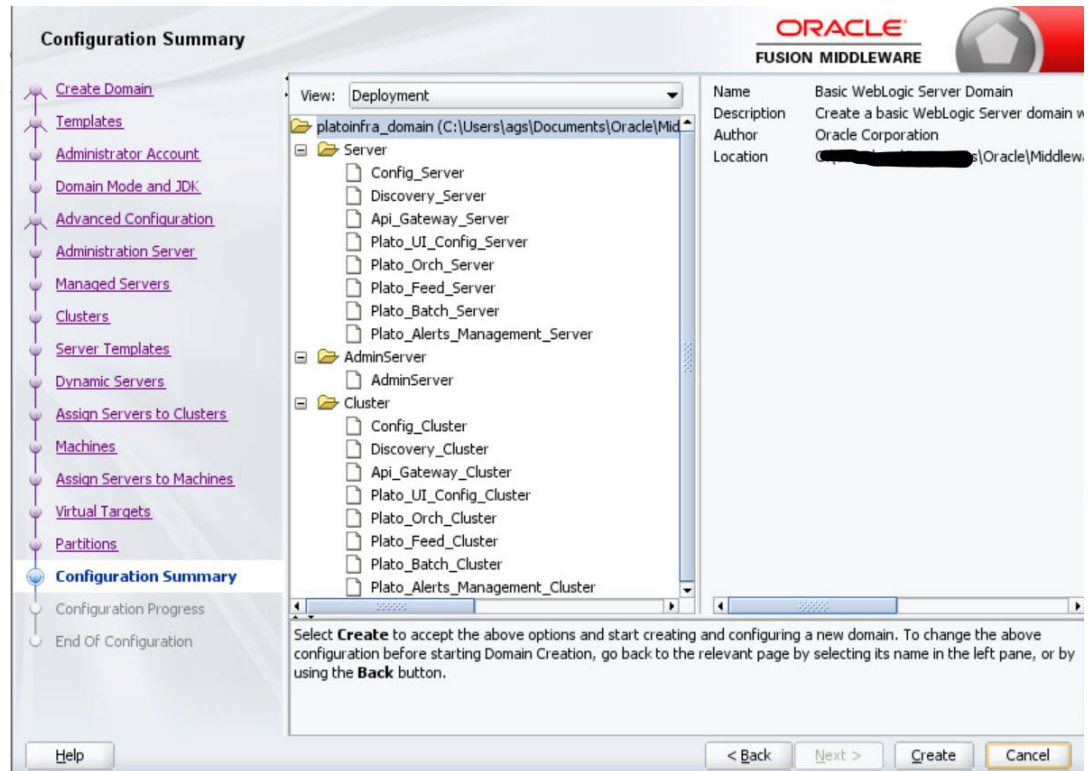 Configuration Summary
ORACLE
FUSION MIDDLEWARE
Create Domain
Templates
Administrator Account
Domain Mode and JDK
Advanced Configuration
Administration Server
Managed Servers
Clusters
Server Templates
Dynamic Servers
Assign Servers to Clusters
Machines
Assign Servers to Machines
Virtual Targets
Partitions
Configuration Summary
Configuration Progress
End Of Configuration
View: Deployment
platoinfra_domain (C:\Users\ags\Documents\Oracle\Mid
Server
Config_Server
Discovery_Server
Api_Gateway_Server
Plato_UI_Config_Server
Plato_Orch_Server
Plato_Feed_Server
Plato_Batch_Server
Plato_Alerts_Management_Server
AdminServer
AdminServer
Cluster
Config_Cluster
Discovery_Cluster
Api_Gateway_Cluster
Plato_UI_Config_Cluster
Plato_Orch_Cluster
Plato_Feed_Cluster
Plato_Batch_Cluster
Plato_Alerts_Management_Cluster
Name Basic WebLogic Server Domain
Description Create a basic WebLogic Server domain w
Author Oracle Corporation
Location s\Oracle\Middlewa
Select Create to accept the above options and start creating and configuring a new domain. To change the above
configuration before starting Domain Creation, go back to the relevant page by selecting its name in the left pane, or by
using the Back button.
Help
< Back
Next >
Create
Cancel